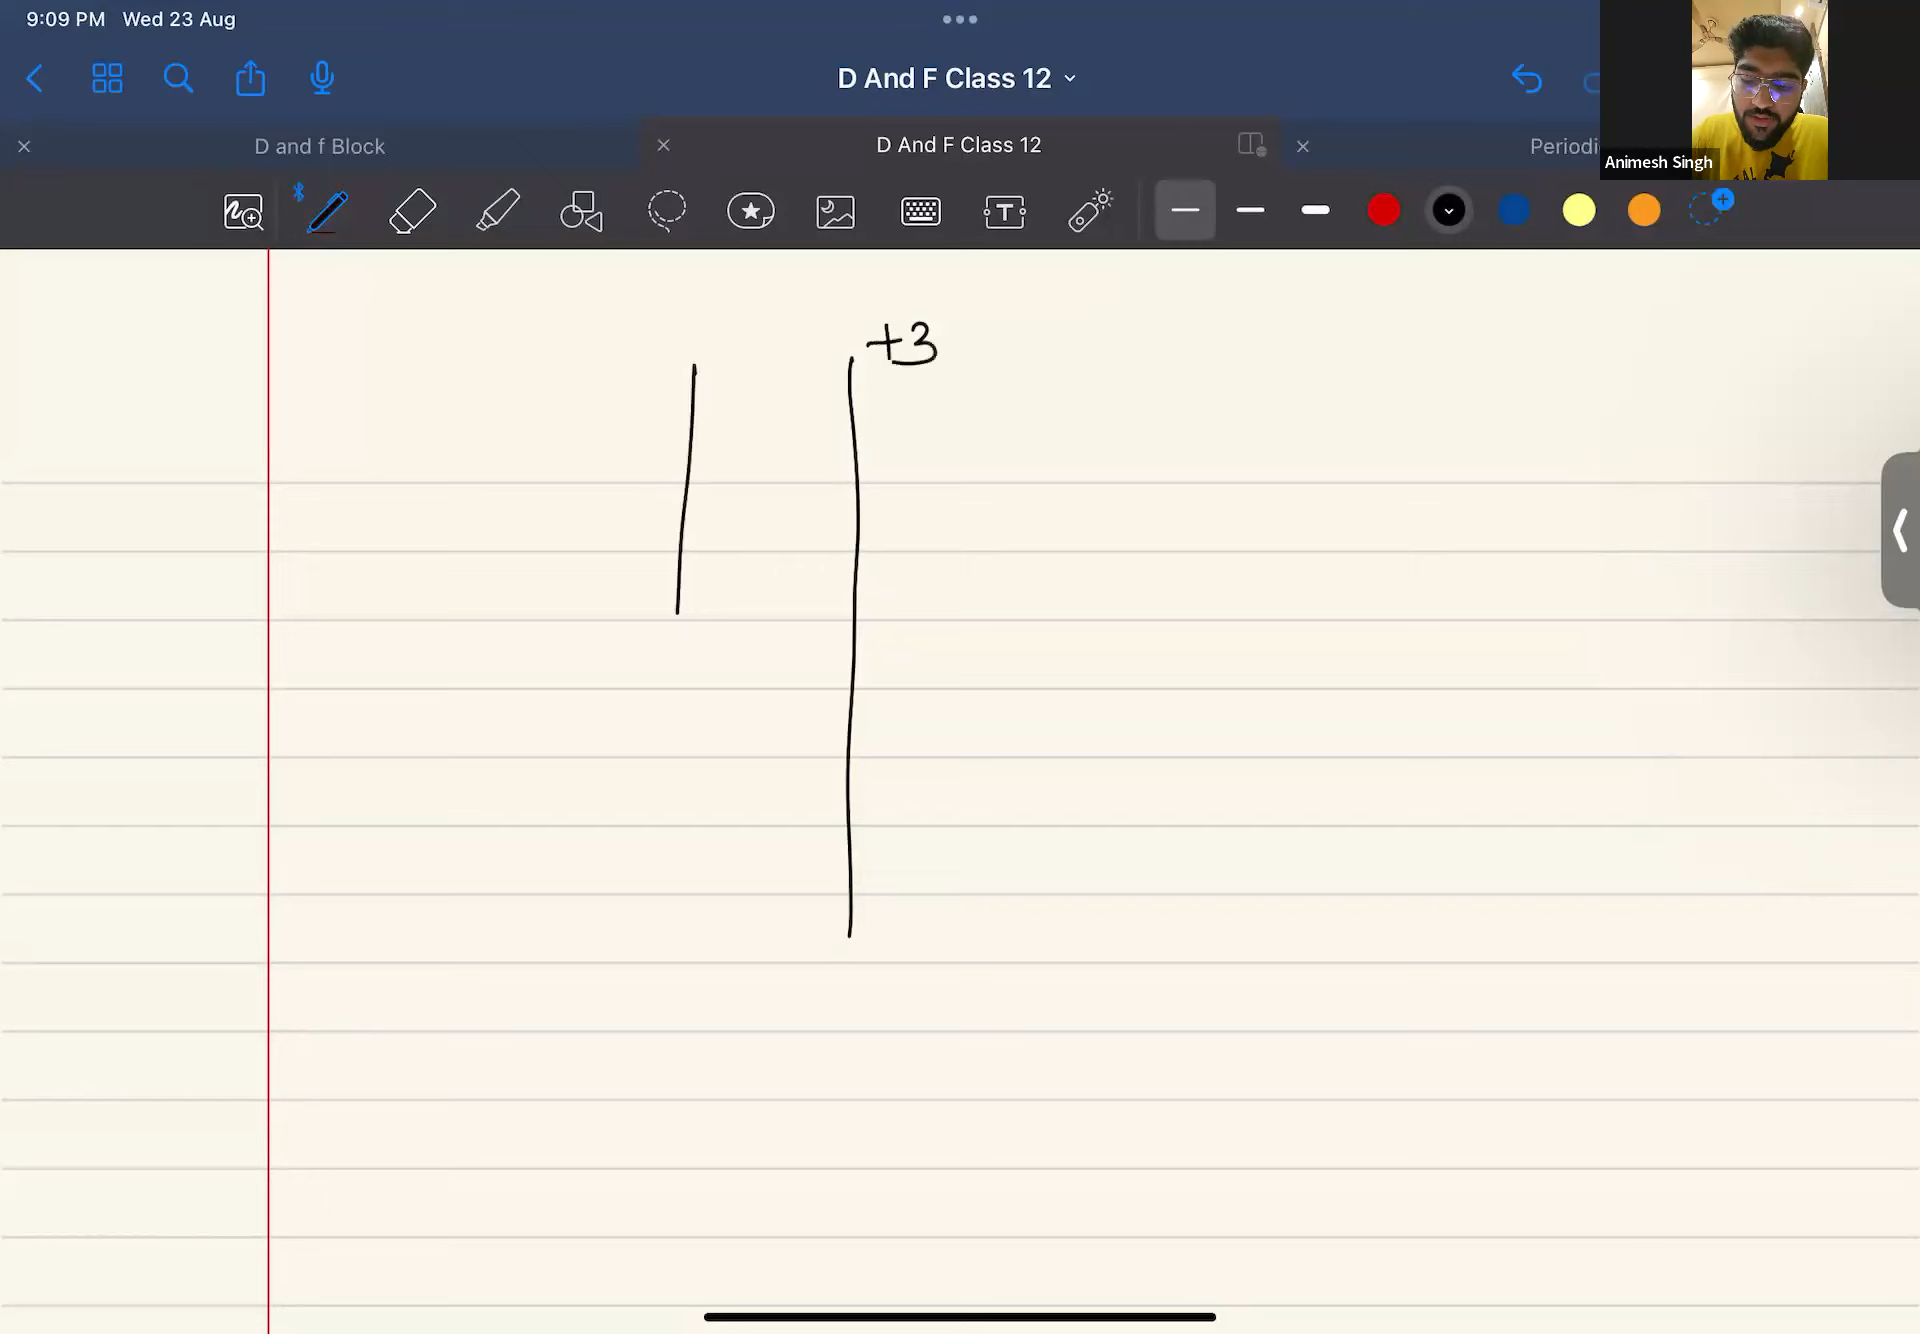 9:09 PM Wed 23 Aug
D And F Class 12
D and f Block
D And F Class 12
Periodi
Animesh Singh
T
+3